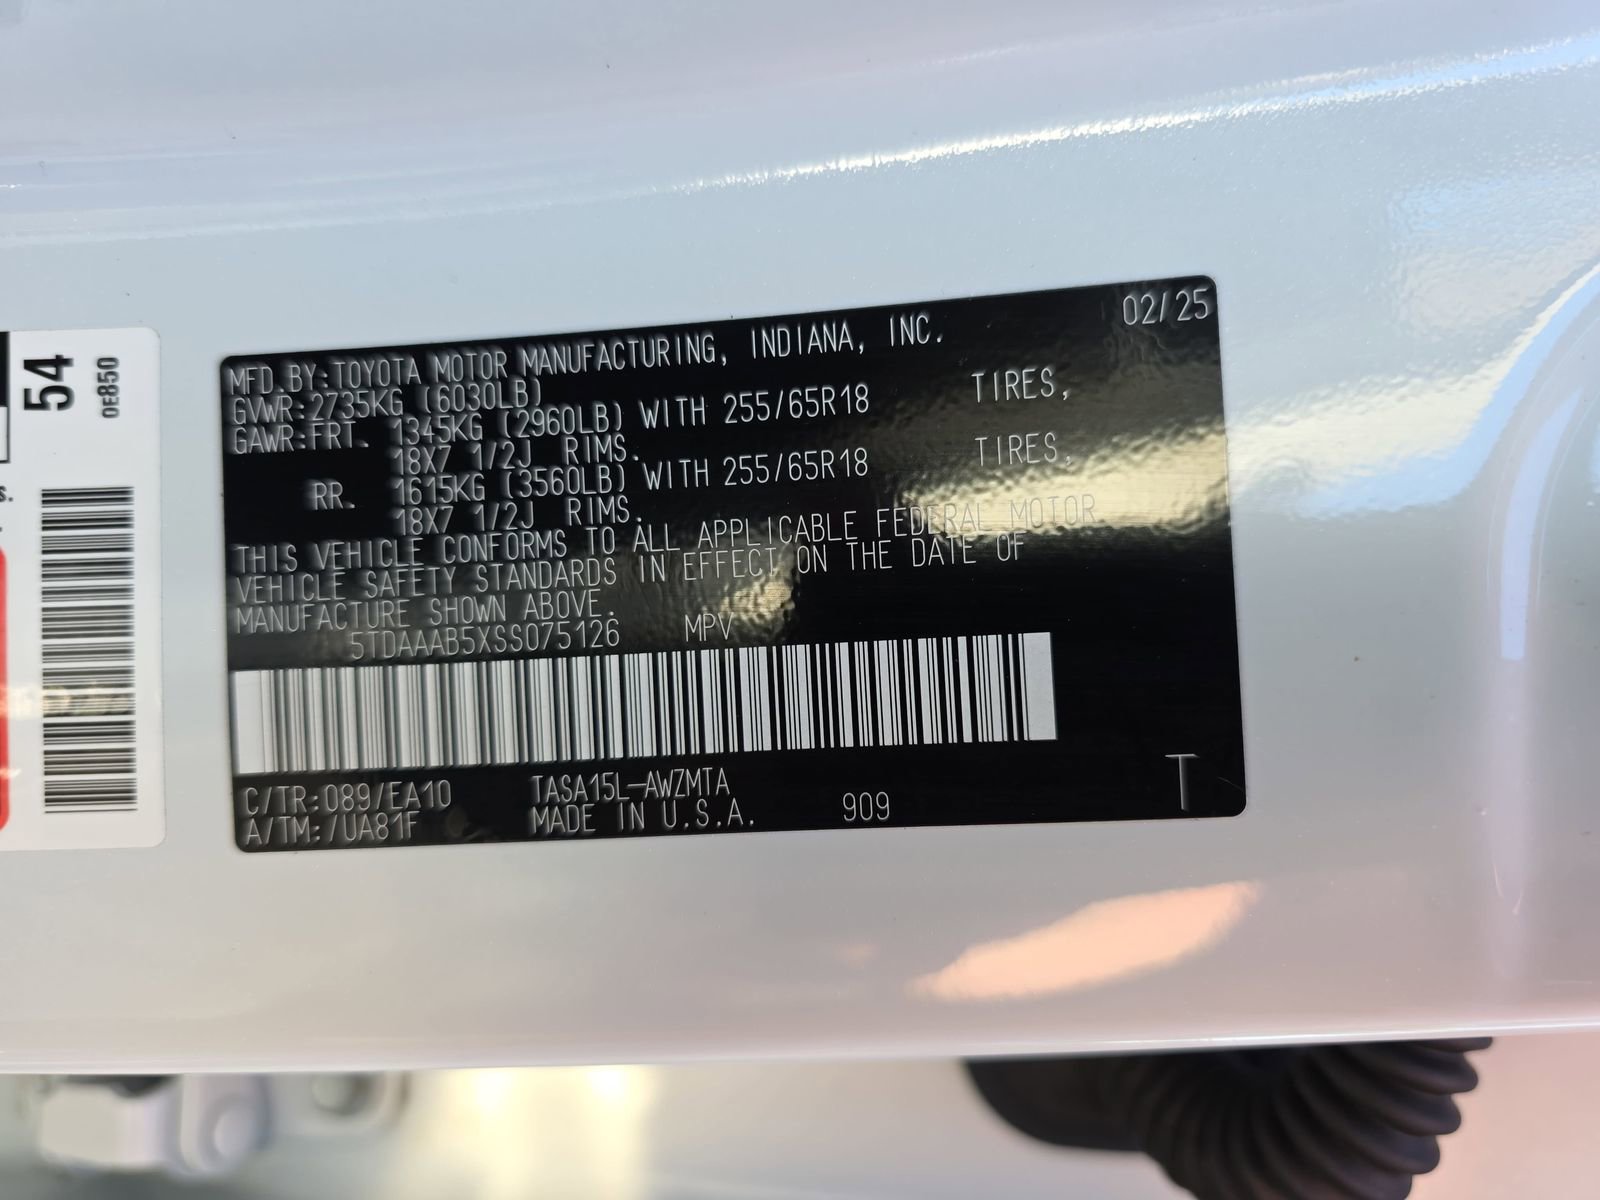 54
0E850
S.
MFD.BY:TOYOTA MOTOR MANUFACTURING, INDIANA, INC. 02/25
GVWR:2735KG (6030LB)
GAWR:FRT. 1345KG (2960LB) WITH 255/65R18 TIRES,
18X7 1/2J RIMS.
RR. 1615KG (3560LB) WITH 255/65R18 TIRES,
18X7 1/2J RIMS.
THIS VEHICLE CONFORMS TO ALL APPLICABLE FEDERAL MOTOR
VEHICLE SAFETY STANDARDS IN EFFECT ON THE DATE OF
MANUFACTURE SHOWN ABOVE.
5TDAAAB5XSS075126 MPV
C/TR:089/EA10 TASA15L-AWZMTA
A/TM:/UA81F MADE IN U.S.A. 909 T